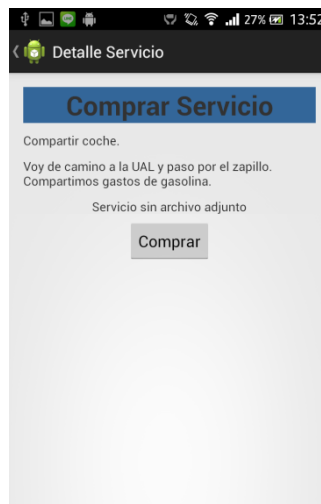 27% 13:52
Detalle Servicio
Comprar Servicio
Compartir coche.
Voy de camino a la UAL y paso por el zapillo.
Compartimos gastos de gasolina.
Servicio sin archivo adjunto
Comprar